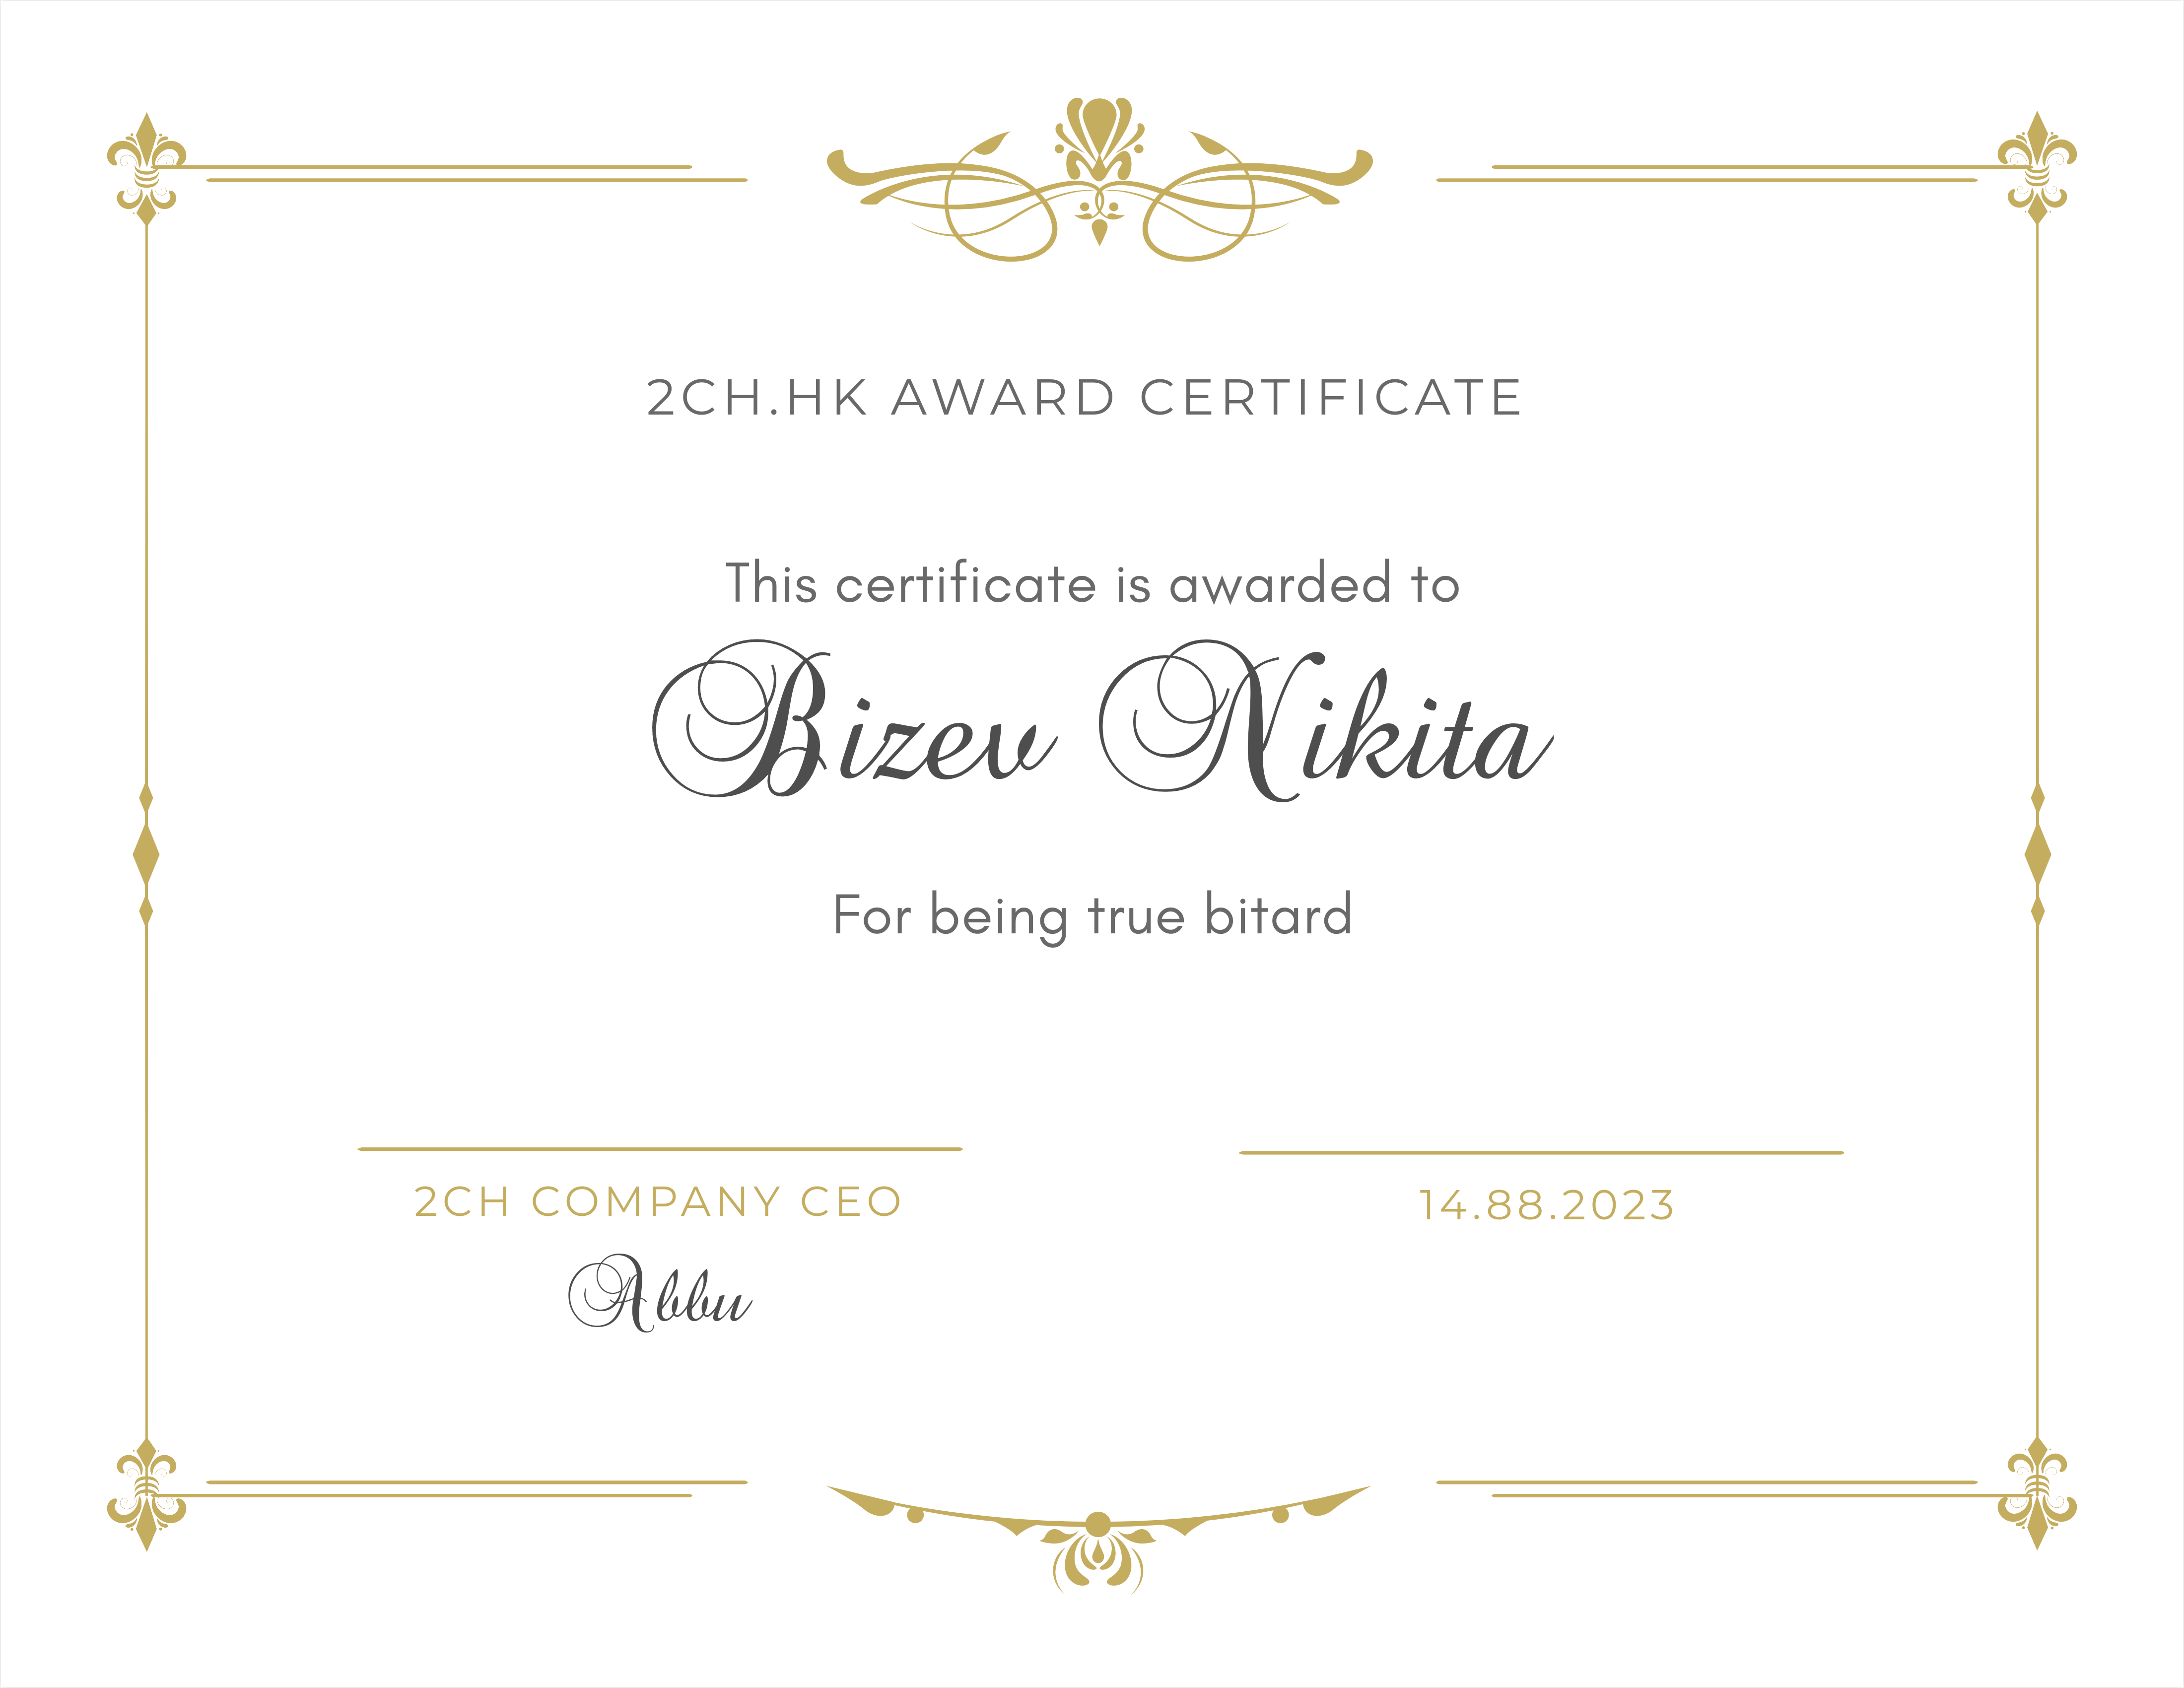 2CH.HK AWARD CERTIFICATE
This certificate is awarded to
Bizev Nikita
For being true bitard
2CH COMPANY CEO
14.88.2023
Abbu